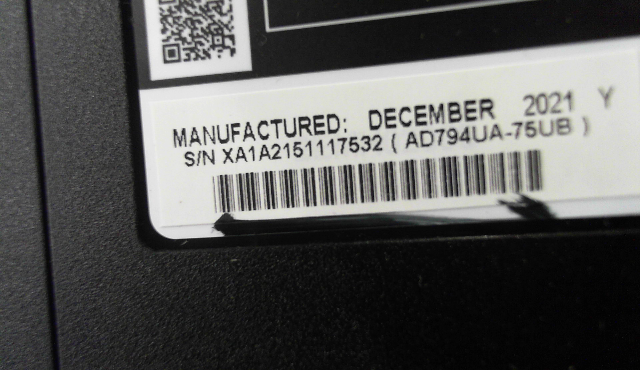 MANUFACTURED: DECEMBER 2021 Y
S/N XA1A2151117532 ( AD794UA-75UB )